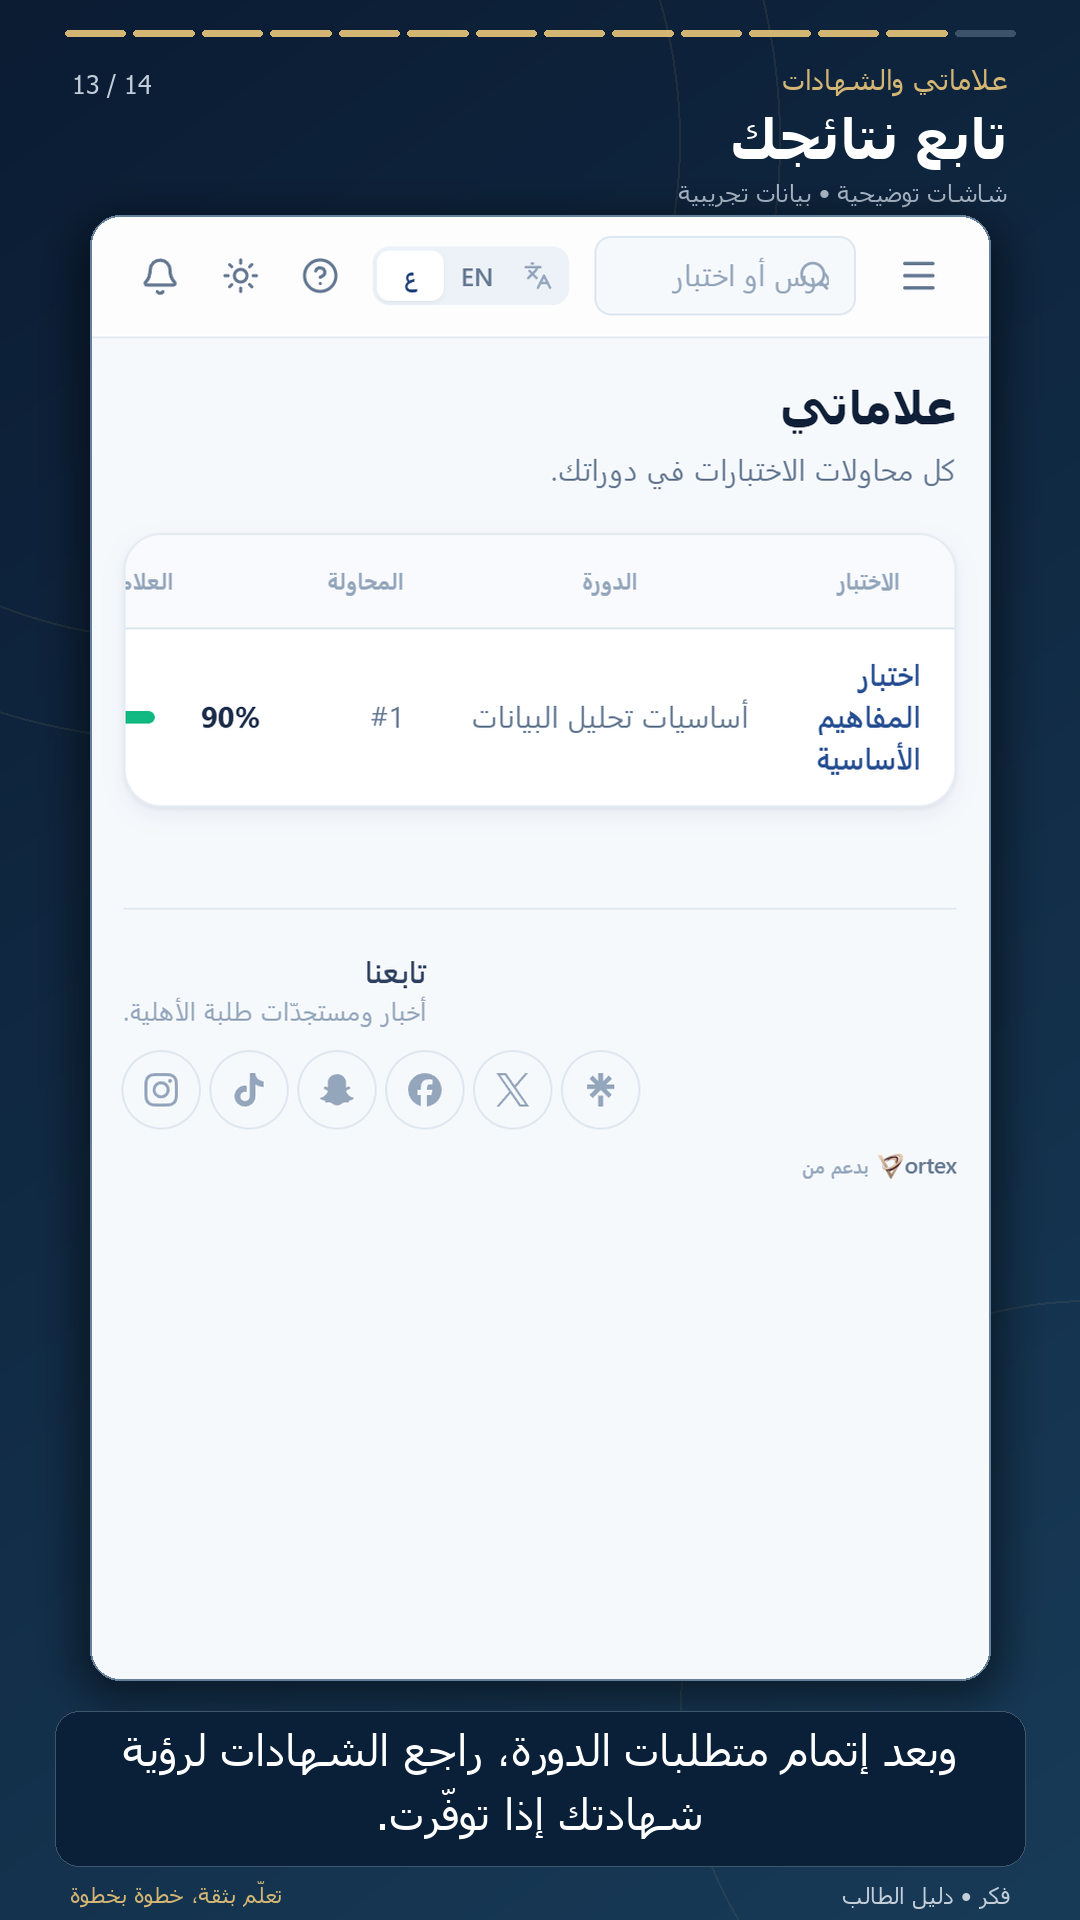 علاماتي والشهادات
13 / 14
تابع نتائجك
شاشات توضيحية • بيانات تجريبية
أو اختبار
EN
ع
علاماتي
كل محاولات الاختبارات في دوراتك.
الاختبار
الدورة
المحاولة
اختبار المفاهيم الأساسية
أساسيات تحليل البيانات
#1
90%
تابعنا
أخبار ومستجدّات طلبة الأهلية.
بدعم من ortex
وبعد إتمام متطلبات الدورة، راجع الشهادات لرؤية
شهادتك إذا توفّرت.
فكر • دليل الطالب
تعلّم بثقة، خطوة بخطوة